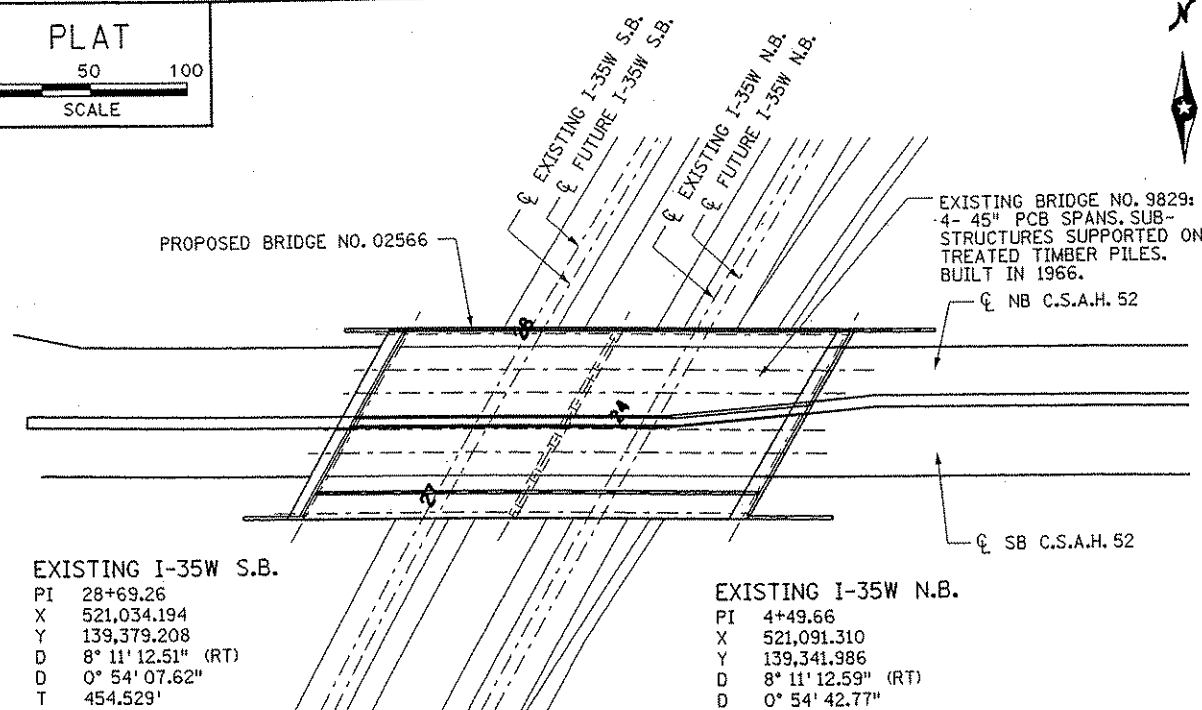 PLAT
50 100
SCALE
N
℄ EXISTING I-35W S.B.
℄ FUTURE I-35W S.B.
℄ EXISTING I-35W N.B.
℄ FUTURE I-35W N.B.
PROPOSED BRIDGE NO. 02566
EXISTING BRIDGE NO. 9829:
4- 45" PCB SPANS. SUB-
STRUCTURES SUPPORTED ON
TREATED TIMBER PILES.
BUILT IN 1966.
℄ NB C.S.A.H. 52
28
24
27
℄ SB C.S.A.H. 52
EXISTING I-35W S.B.
PI 28+69.26
X 521,034.194
Y 139,379.208
D 8° 11' 12.51" (RT)
D 0° 54' 07.62"
T 454.529'
EXISTING I-35W N.B.
PI 4+49.66
X 521,091.310
Y 139,341.986
D 8° 11' 12.59" (RT)
D 0° 54' 42.77"